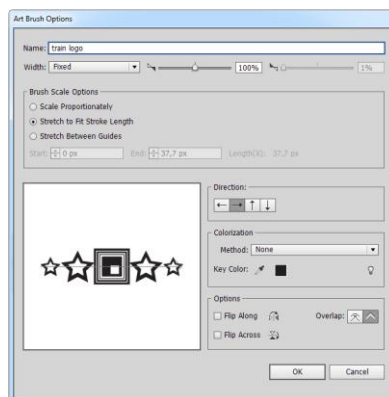 Art Brush Options
Name: train logo
Width: Fixed 100% 1%
Brush Scale Options
Scale Proportionately
Stretch to Fit Stroke Length
Stretch Between Guides
Start: 0 px End: 37,7 px Length(X): 37,7 px
Direction:
Colorization
Method: None
Key Color:
Options
Flip Along Overlap:
Flip Across
OK Cancel